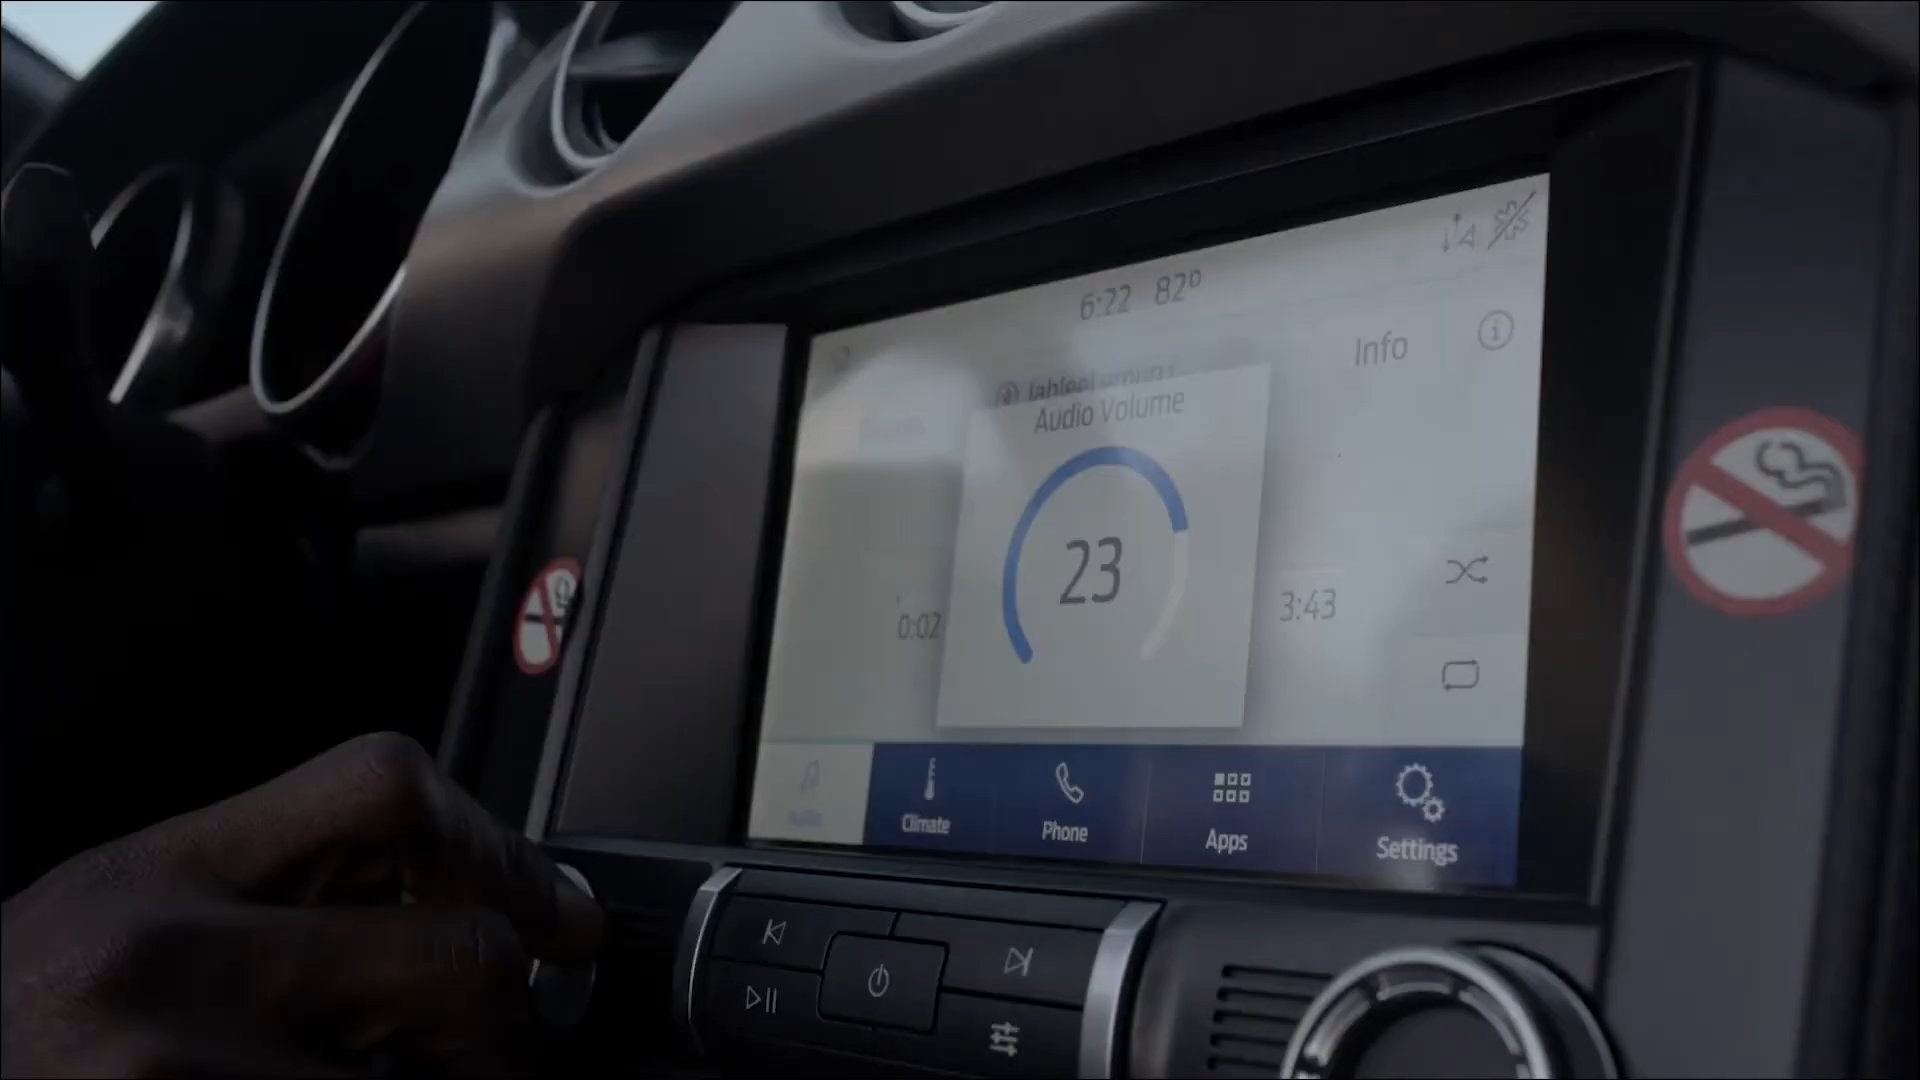 6:22 82°
Info
Audio Volume
23
0:02
3:43
Climate
Phone
Apps
Settings